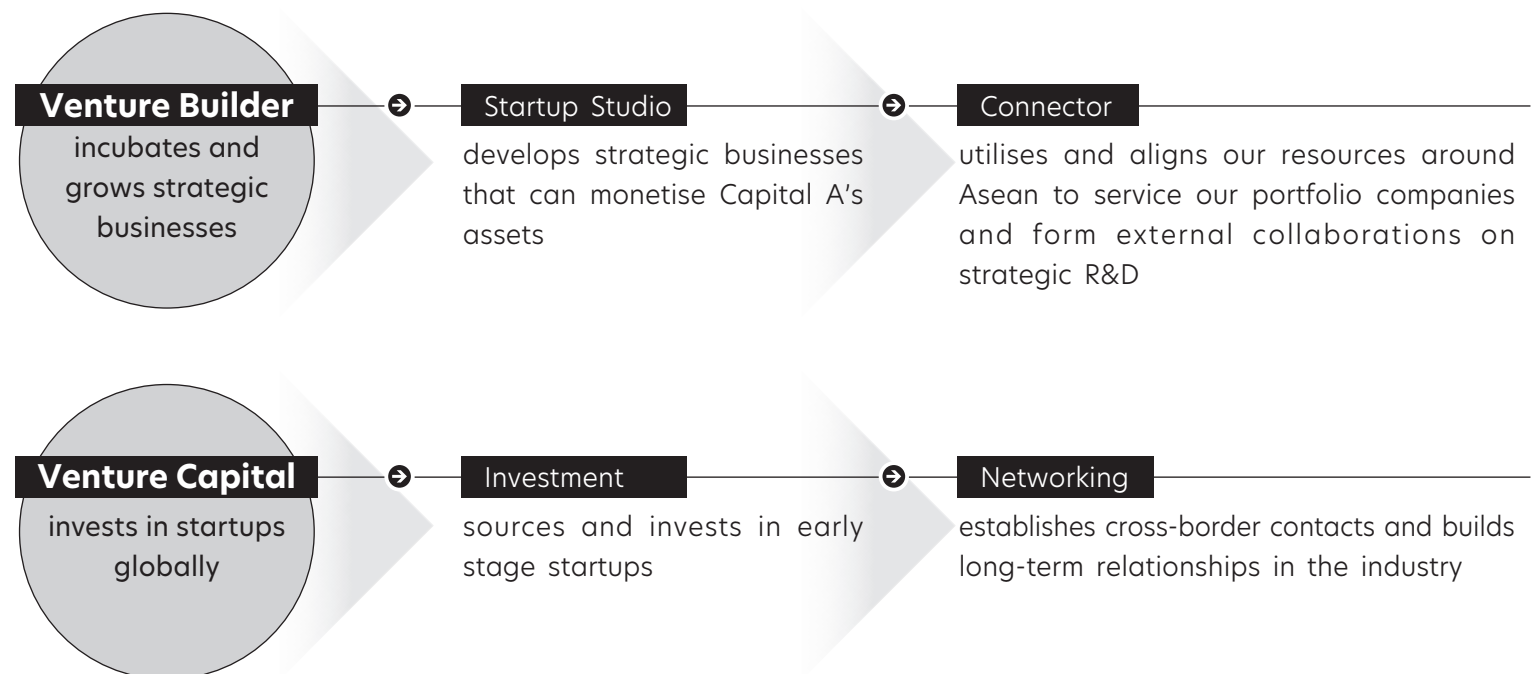 Venture Builder
incubates and
grows strategic
businesses
Startup Studio
develops strategic businesses
that can monetise Capital A's
assets
Connector
utilises and aligns our resources around
Asean to service our portfolio companies
and form external collaborations on
strategic R&D
Venture Capital
invests in startups
globally
Investment
sources and invests in early
stage startups
Networking
establishes cross-border contacts and builds
long-term relationships in the industry